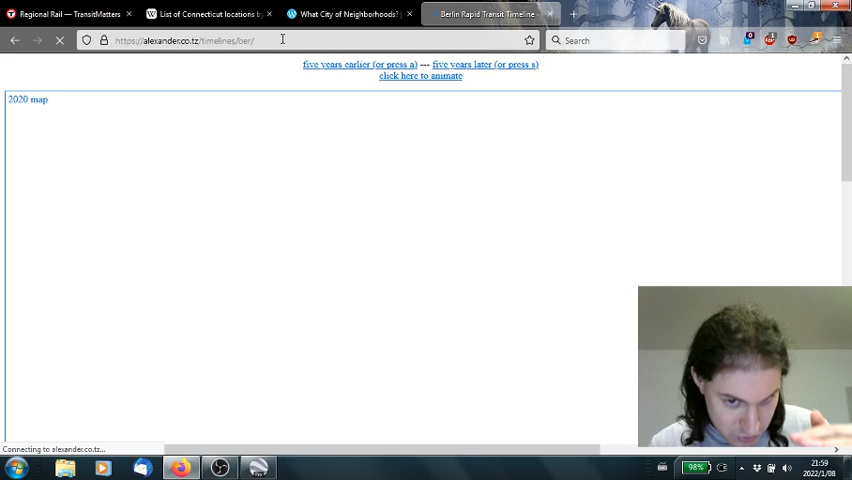 Regional Rail — TransitMatters
List of Connecticut locations by
What City of Neighborhoods? |
Berlin Rapid Transit Timeline
https://alexander.co.tz/timelines/ber/
Search
five years earlier (or press a) --- five years later (or press s)
click here to animate
2020 map
Connecting to alexander.co.tz...
98%
21:59
2022/1/08